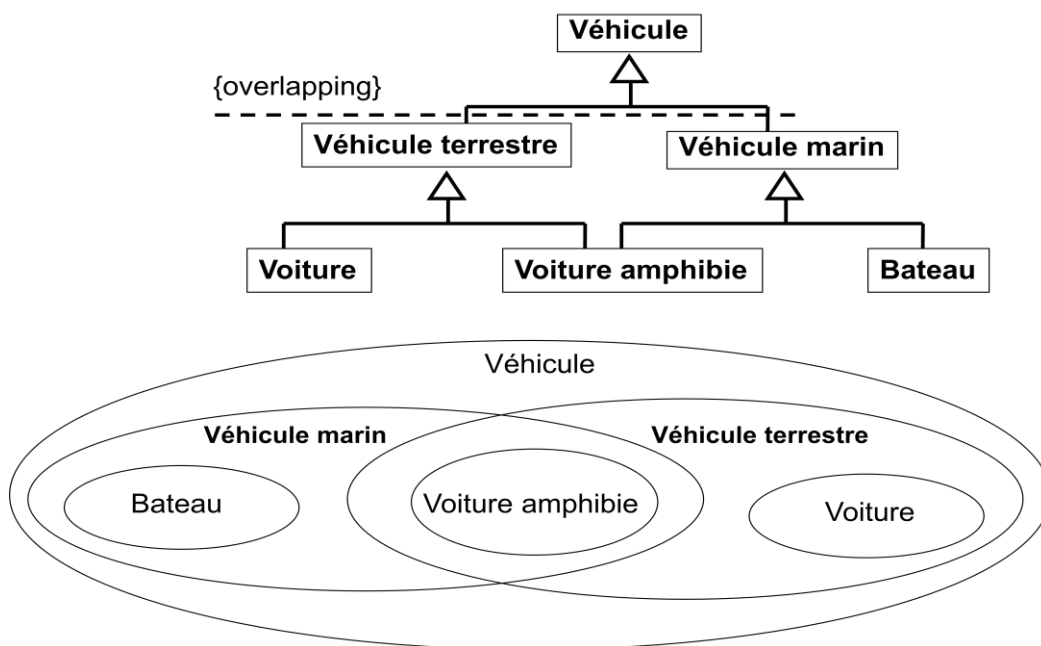 Véhicule
{overlapping}
Véhicule terrestre
Véhicule marin
Voiture
Voiture amphibie
Bateau
Véhicule
Véhicule marin
Véhicule terrestre
Bateau
Voiture amphibie
Voiture